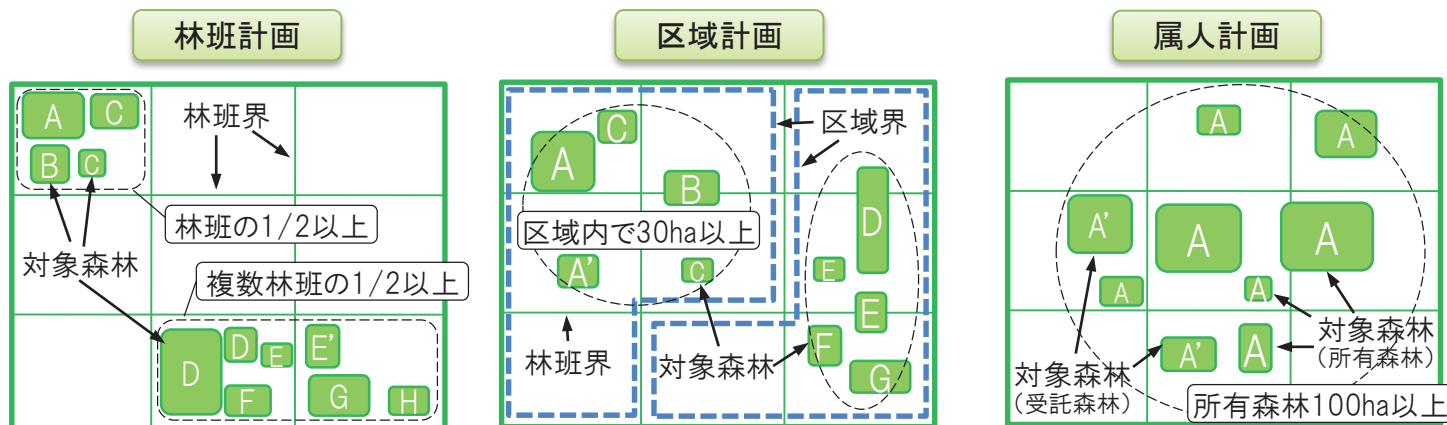 林班計画
A
C
B
C
林班界
林班の1/2以上
対象森林
複数林班の1/2以上
D
D
E
E'
F
G
H
区域計画
C
A
B
区域界
D
区域内で30ha以上
A'
C
E
E
F
G
林班界
対象森林
属人計画
A
A
A'
A
A
A
A
対象森林
(所有森林)
A'
A
対象森林
(受託森林)
所有森林100ha以上